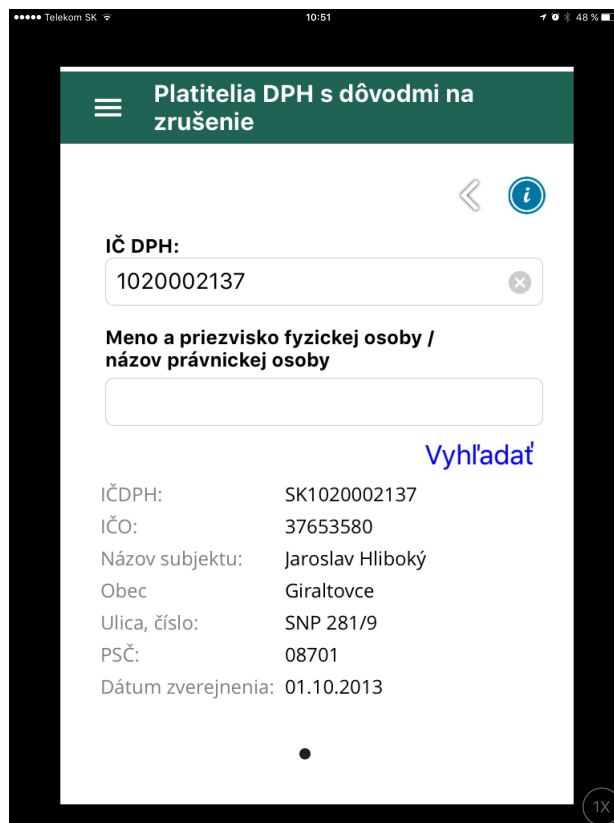 Telekom SK 10:51 48 %
Platitelia DPH s dôvodmi na
zrušenie
IČ DPH:
1020002137
Meno a priezvisko fyzickej osoby /
názov právnickej osoby
Vyhľadať
IČDPH: SK1020002137
IČO: 37653580
Názov subjektu: Jaroslav Hliboký
Obec Giraltovce
Ulica, číslo: SNP 281/9
PSČ: 08701
Dátum zverejnenia: 01.10.2013
1X